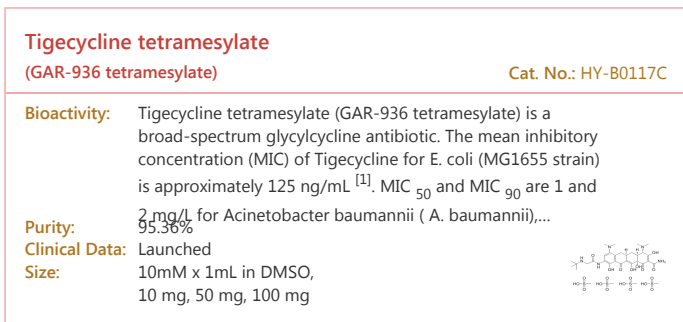 Tigecycline tetramesylate
(GAR-936 tetramesylate) Cat. No.: HY-B0117C
Bioactivity: Tigecycline tetramesylate (GAR-936 tetramesylate) is a
broad-spectrum glycylcycline antibiotic. The mean inhibitory
concentration (MIC) of Tigecycline for E. coli (MG1655 strain)
is approximately 125 ng/mL [1]. MIC 50 and MIC 90 are 1 and
2 mg/L for Acinetobacter baumannii ( A. baumannii),...
Purity: 95.36%
Clinical Data: Launched
Size: 10mM x 1mL in DMSO,
10 mg, 50 mg, 100 mg